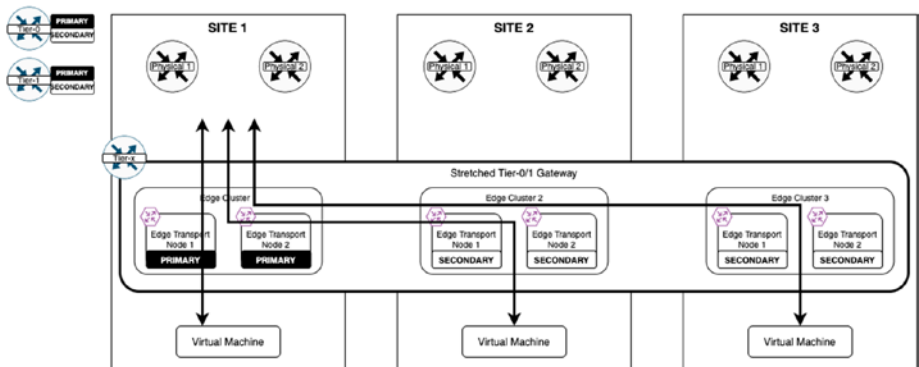 Tier-0
PRIMARY
SECONDARY
Tier-1
PRIMARY
SECONDARY
SITE 1
Physical 1
Physical 2
SITE 2
Physical 1
Physical 2
SITE 3
Physical 1
Physical 2
Tier-x
Stretched Tier-0/1 Gateway
Edge Cluster
Edge Transport
Node 1
PRIMARY
Edge Transport
Node 2
PRIMARY
Edge Cluster 2
Edge Transport
Node 1
SECONDARY
Edge Transport
Node 2
SECONDARY
Edge Cluster 3
Edge Transport
Node 1
SECONDARY
Edge Transport
Node 2
SECONDARY
Virtual Machine
Virtual Machine
Virtual Machine